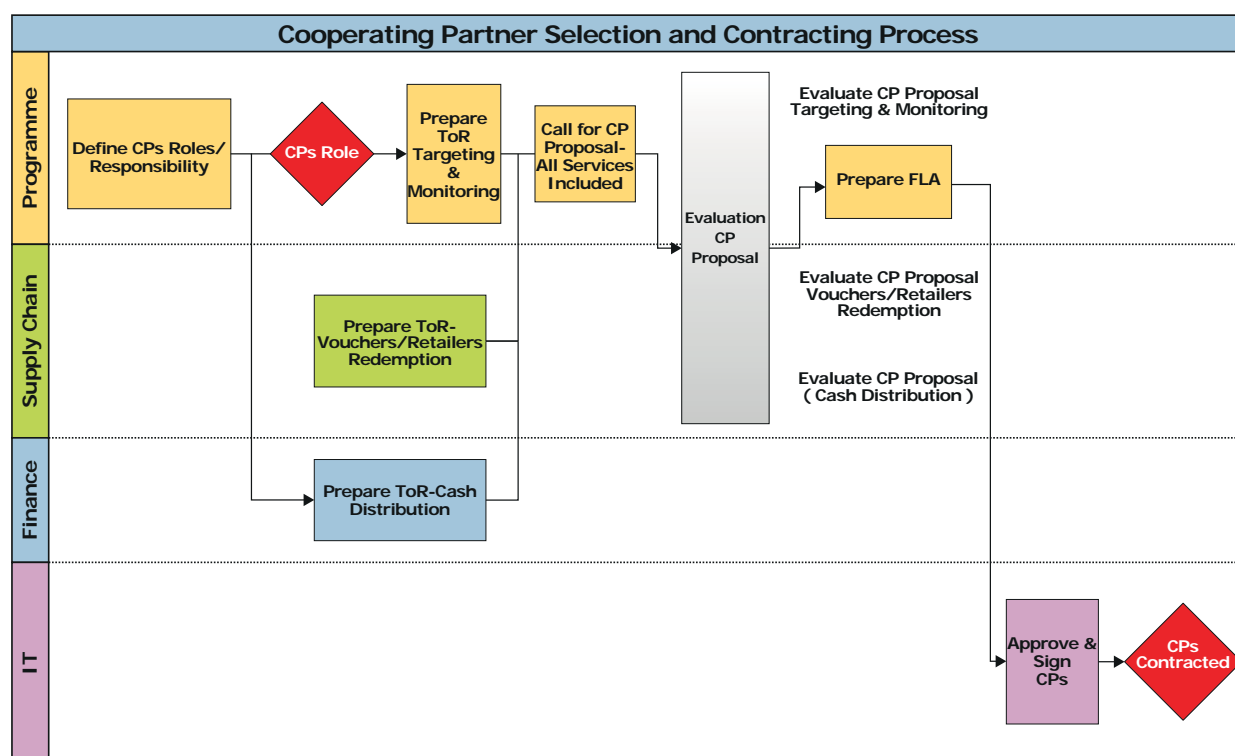 Cooperating Partner Selection and Contracting Process
Programme
Define CPs Roles/
Responsibility
CPs Role
Prepare
ToR
Targeting
&
Monitoring
Call for CP
Proposal-
All Services
Included
Evaluation
CP
Proposal
Evaluate CP Proposal
Targeting & Monitoring
Prepare FLA
Supply Chain
Prepare ToR-
Vouchers/Retailers
Redemption
Evaluate CP Proposal
Vouchers/Retailers
Redemption
Evaluate CP Proposal
( Cash Distribution )
Finance
Prepare ToR-Cash
Distribution
IT
Approve &
Sign
CPs
CPs
Contracted